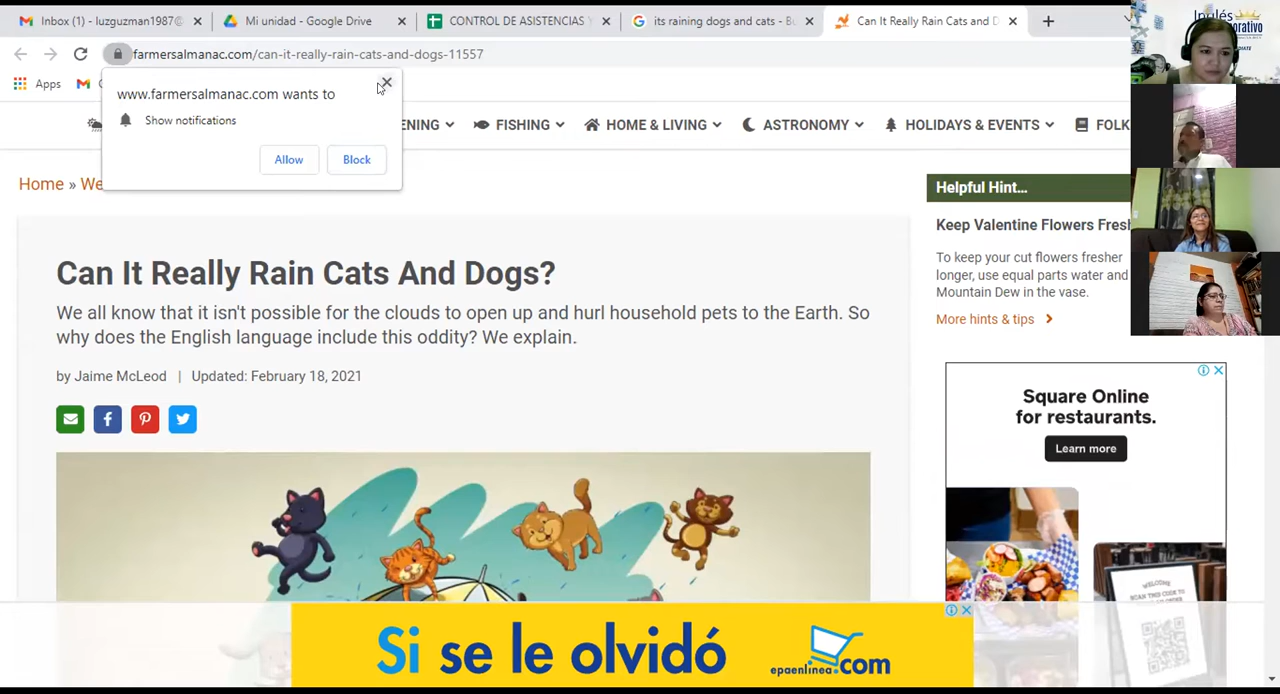 Inbox (1) - luzguzman1987@
Mi unidad - Google Drive
CONTROL DE ASISTENCIAS Y
its raining dogs and cats - Bu
Can It Really Rain Cats and D
farmersalmanac.com/can-it-really-rain-cats-and-dogs-11557
Apps
www.farmersalmanac.com wants to
Show notifications
Allow
Block
ENING
FISHING
HOME & LIVING
ASTRONOMY
HOLIDAYS & EVENTS
FOLK
Home » We
Can It Really Rain Cats And Dogs?
We all know that it isn't possible for the clouds to open up and hurl household pets to the Earth. So
why does the English language include this oddity? We explain.
by Jaime McLeod | Updated: February 18, 2021
Helpful Hint...
Keep Valentine Flowers Fresh
To keep your cut flowers fresher
longer, use equal parts water and
Mountain Dew in the vase.
More hints & tips
Square Online
for restaurants.
Learn more
WELCOME
SCAN THIS CODE TO
Si se le olvidó
epaenlinea.com
Inglés